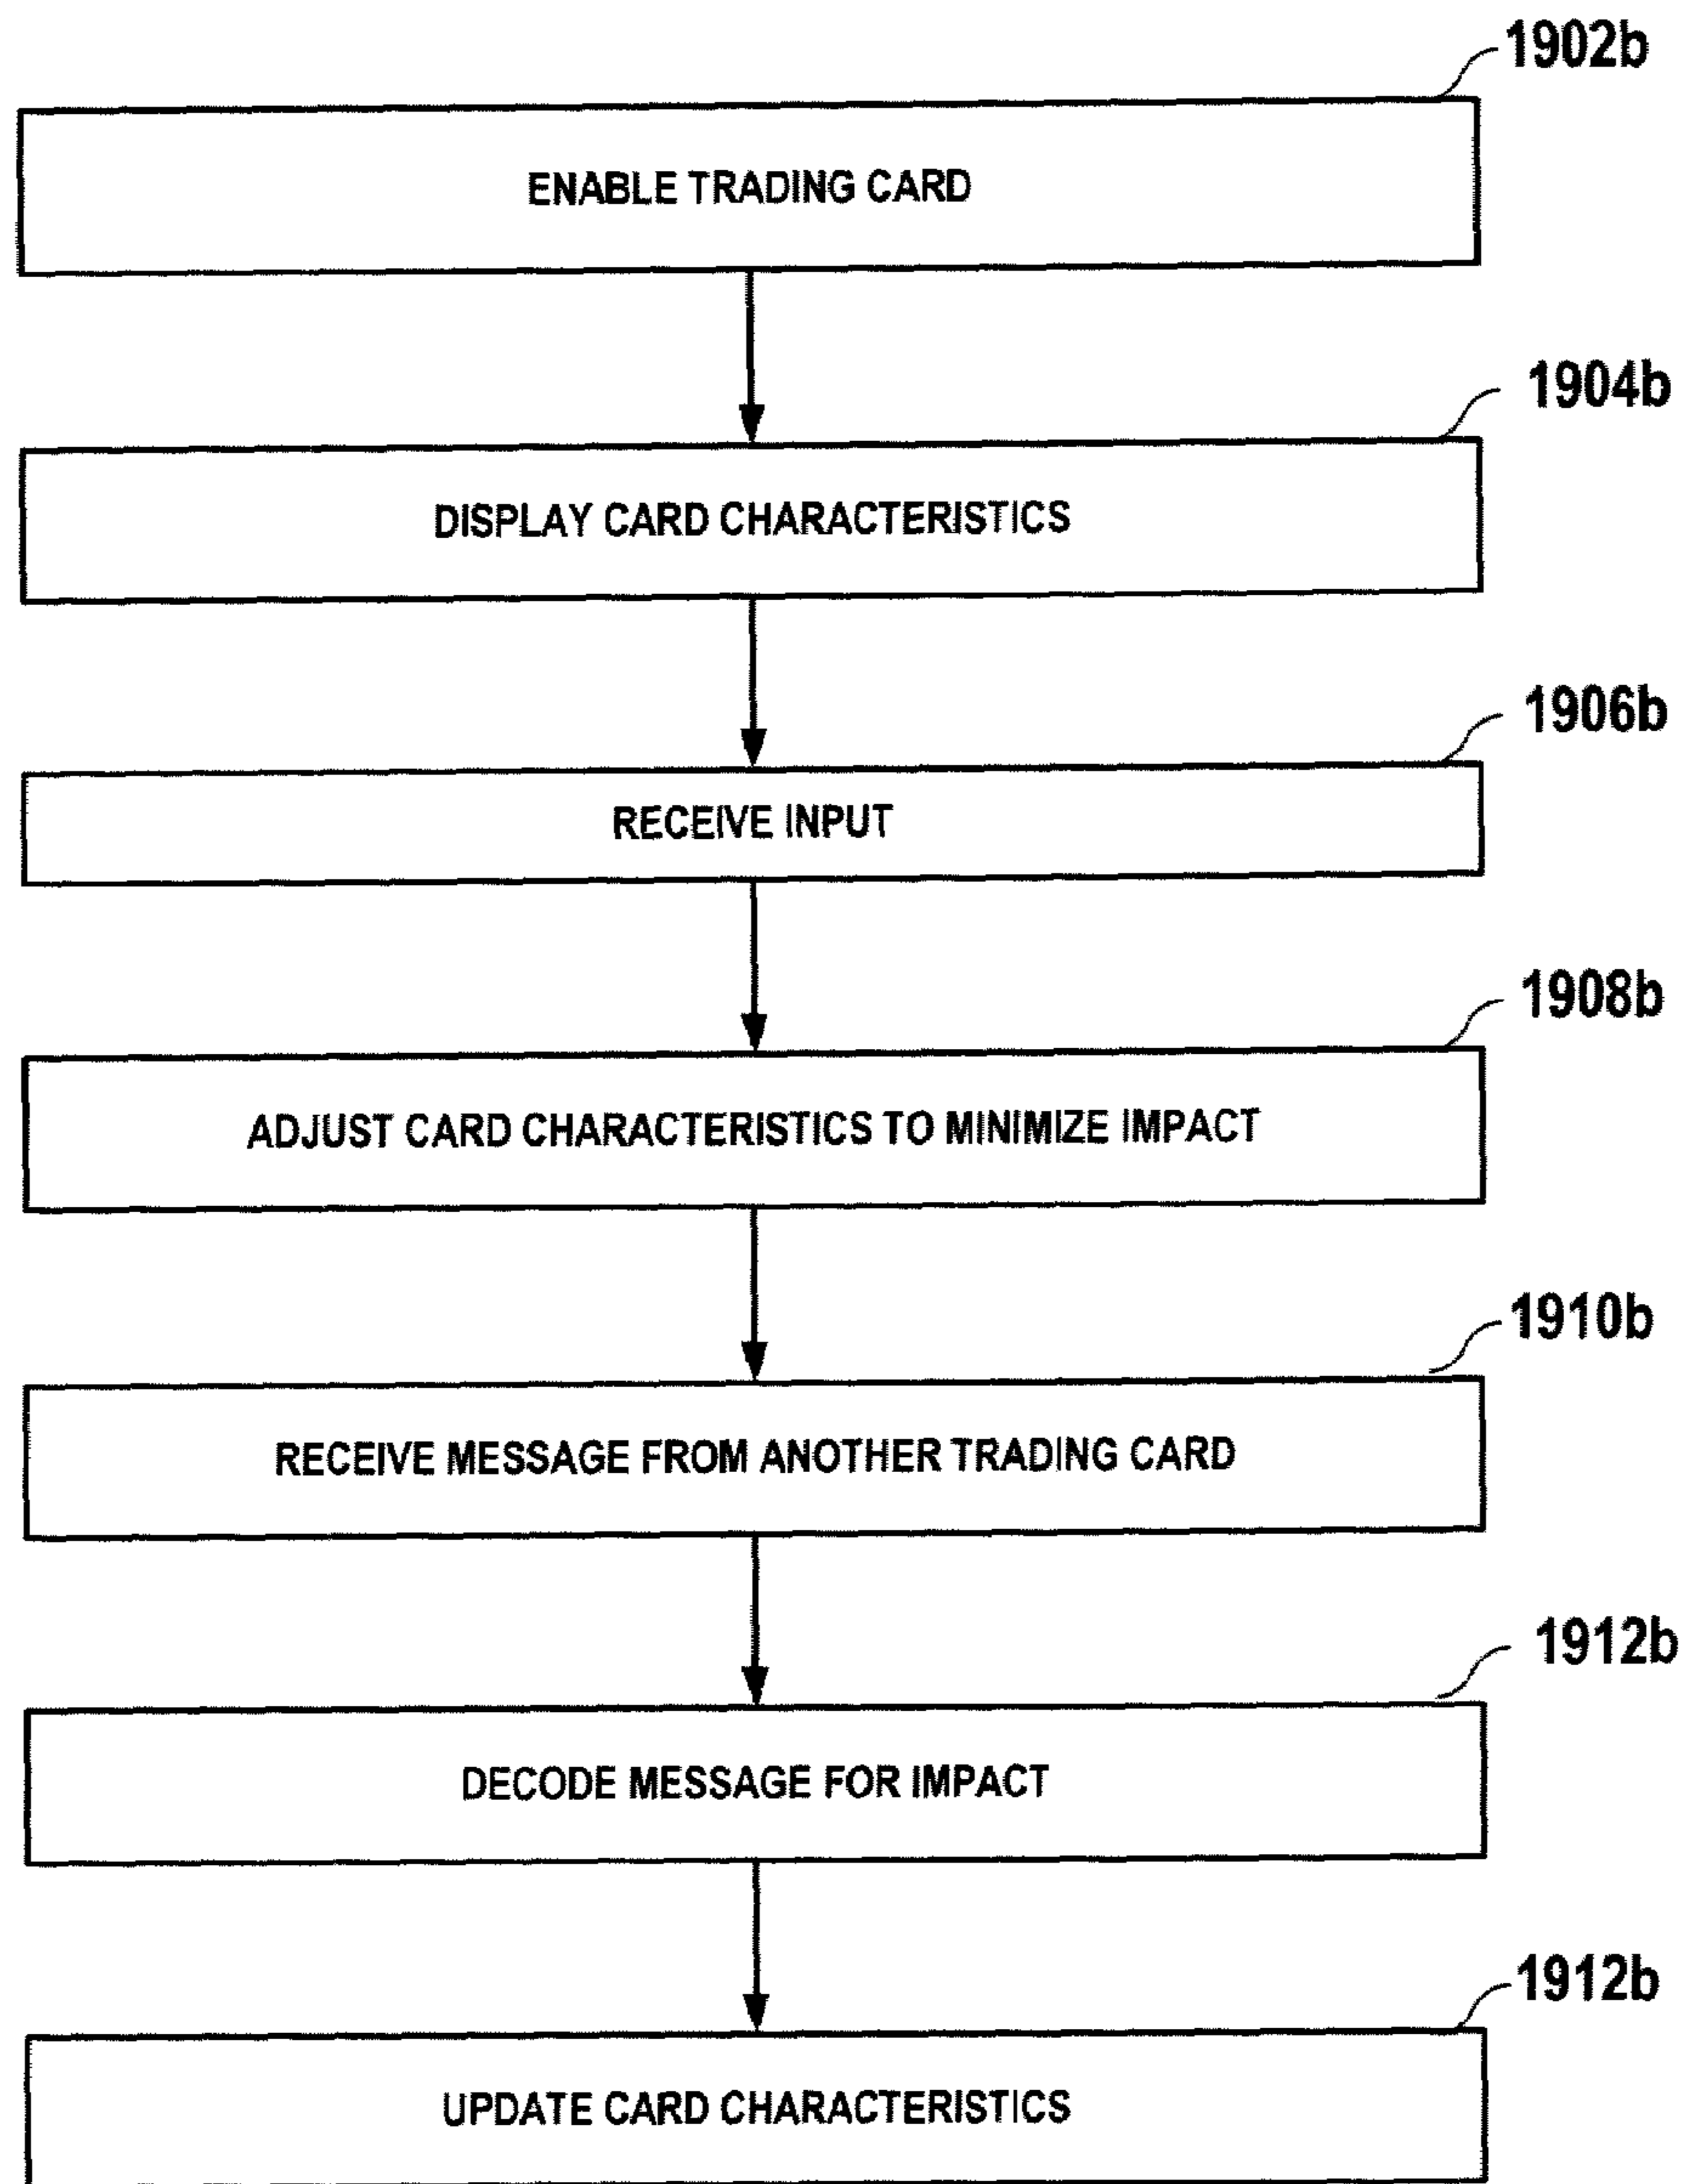 1902b
ENABLE TRADING CARD
1904b
DISPLAY CARD CHARACTERISTICS
1906b
RECEIVE INPUT
1908b
ADJUST CARD CHARACTERISTICS TO MINIMIZE IMPACT
1910b
RECEIVE MESSAGE FROM ANOTHER TRADING CARD
1912b
DECODE MESSAGE FOR IMPACT
1912b
UPDATE CARD CHARACTERISTICS